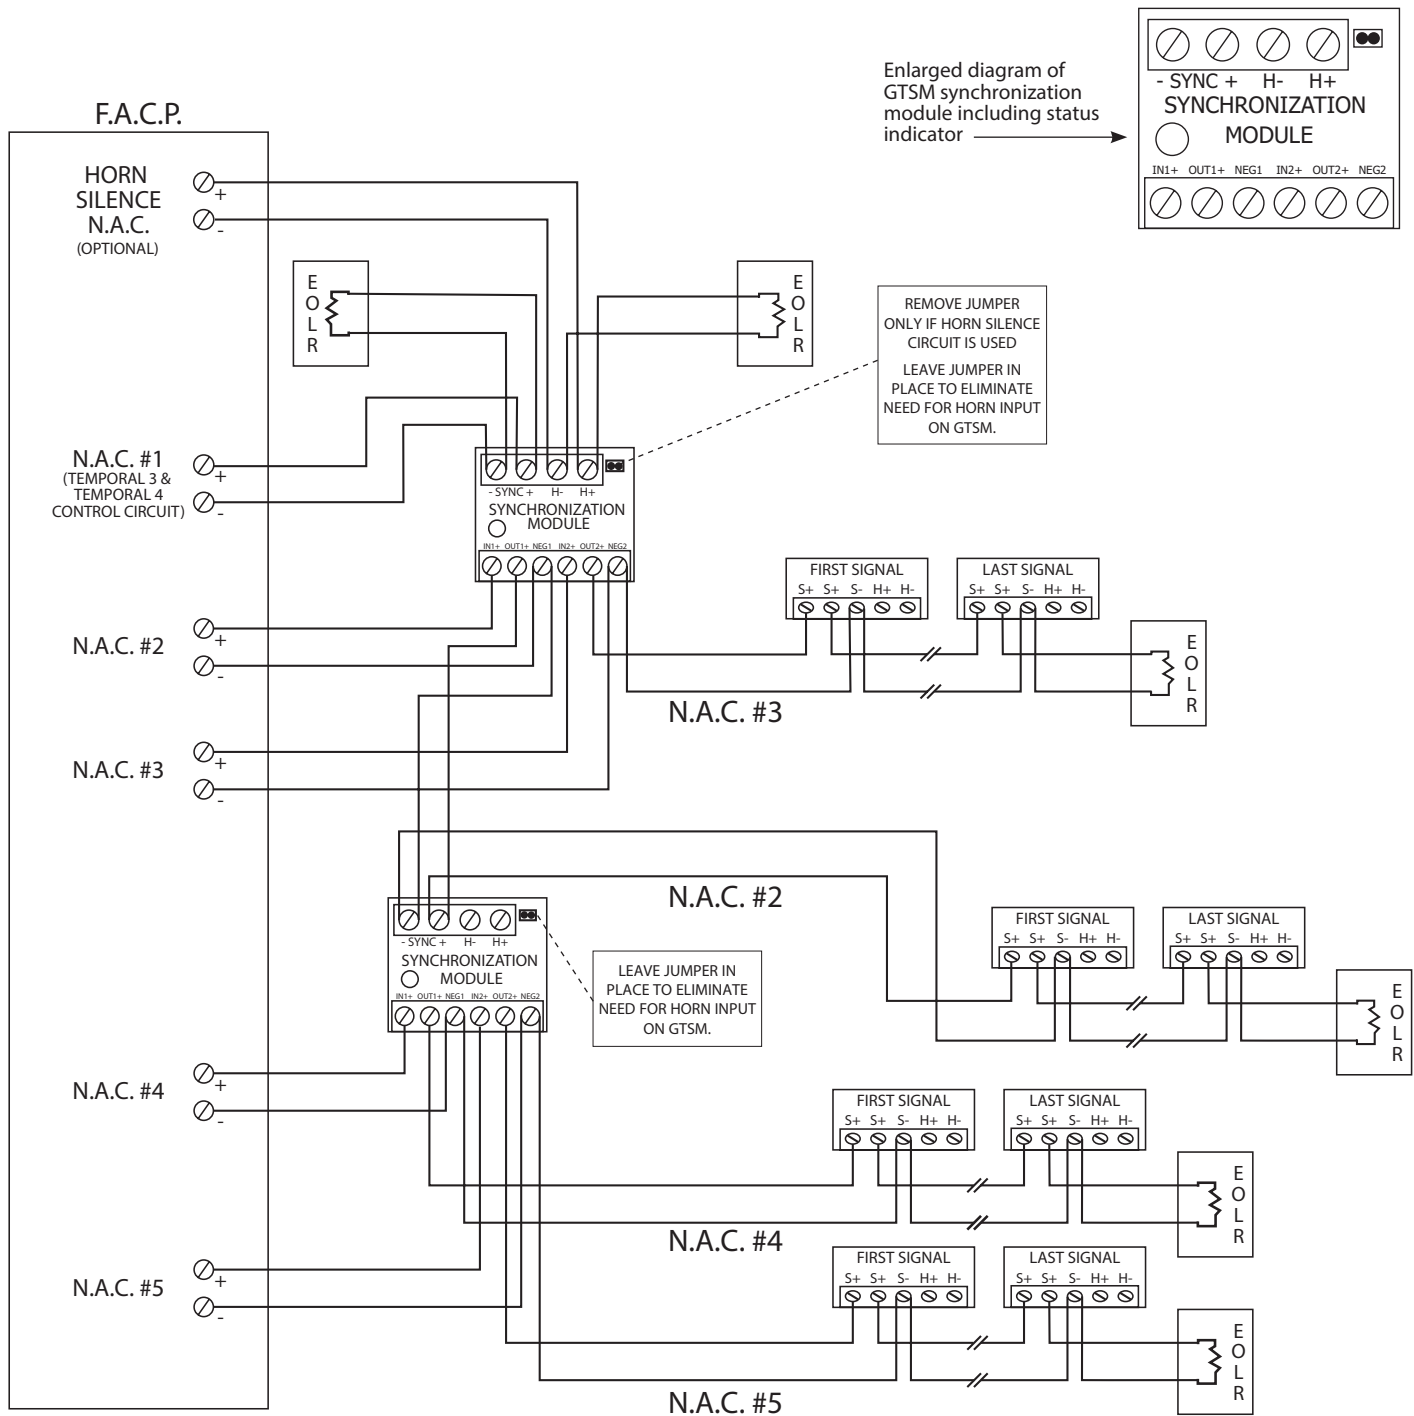 Enlarged diagram of
GTSM synchronization
module including status
indicator
- SYNC + H- H+
SYNCHRONIZATION
MODULE
IN1+ OUT1+ NEG1 IN2+ OUT2+ NEG2
F.A.C.P.
HORN
SILENCE
N.A.C.
(OPTIONAL)
+
-
E
O
L
R
E
O
L
R
REMOVE JUMPER
ONLY IF HORN SILENCE
CIRCUIT IS USED
LEAVE JUMPER IN
PLACE TO ELIMINATE
NEED FOR HORN INPUT
ON GTSM.
N.A.C. #1
(TEMPORAL 3 &
TEMPORAL 4
CONTROL CIRCUIT)
+
-
- SYNC + H- H+
SYNCHRONIZATION
MODULE
IN1+ OUT1+ NEG1 IN2+ OUT2+ NEG2
FIRST SIGNAL
S+ S+ S- H+ H-
LAST SIGNAL
S+ S+ S- H+ H-
E
O
L
R
N.A.C. #2
+
-
N.A.C. #3
N.A.C. #3
+
-
N.A.C. #2
- SYNC + H- H+
SYNCHRONIZATION
MODULE
IN1+ OUT1+ NEG1 IN2+ OUT2+ NEG2
LEAVE JUMPER IN
PLACE TO ELIMINATE
NEED FOR HORN INPUT
ON GTSM.
FIRST SIGNAL
S+ S+ S- H+ H-
LAST SIGNAL
S+ S+ S- H+ H-
E
O
L
R
N.A.C. #4
+
-
FIRST SIGNAL
S+ S+ S- H+ H-
LAST SIGNAL
S+ S+ S- H+ H-
E
O
L
R
N.A.C. #4
N.A.C. #5
+
-
FIRST SIGNAL
S+ S+ S- H+ H-
LAST SIGNAL
S+ S+ S- H+ H-
E
O
L
R
N.A.C. #5